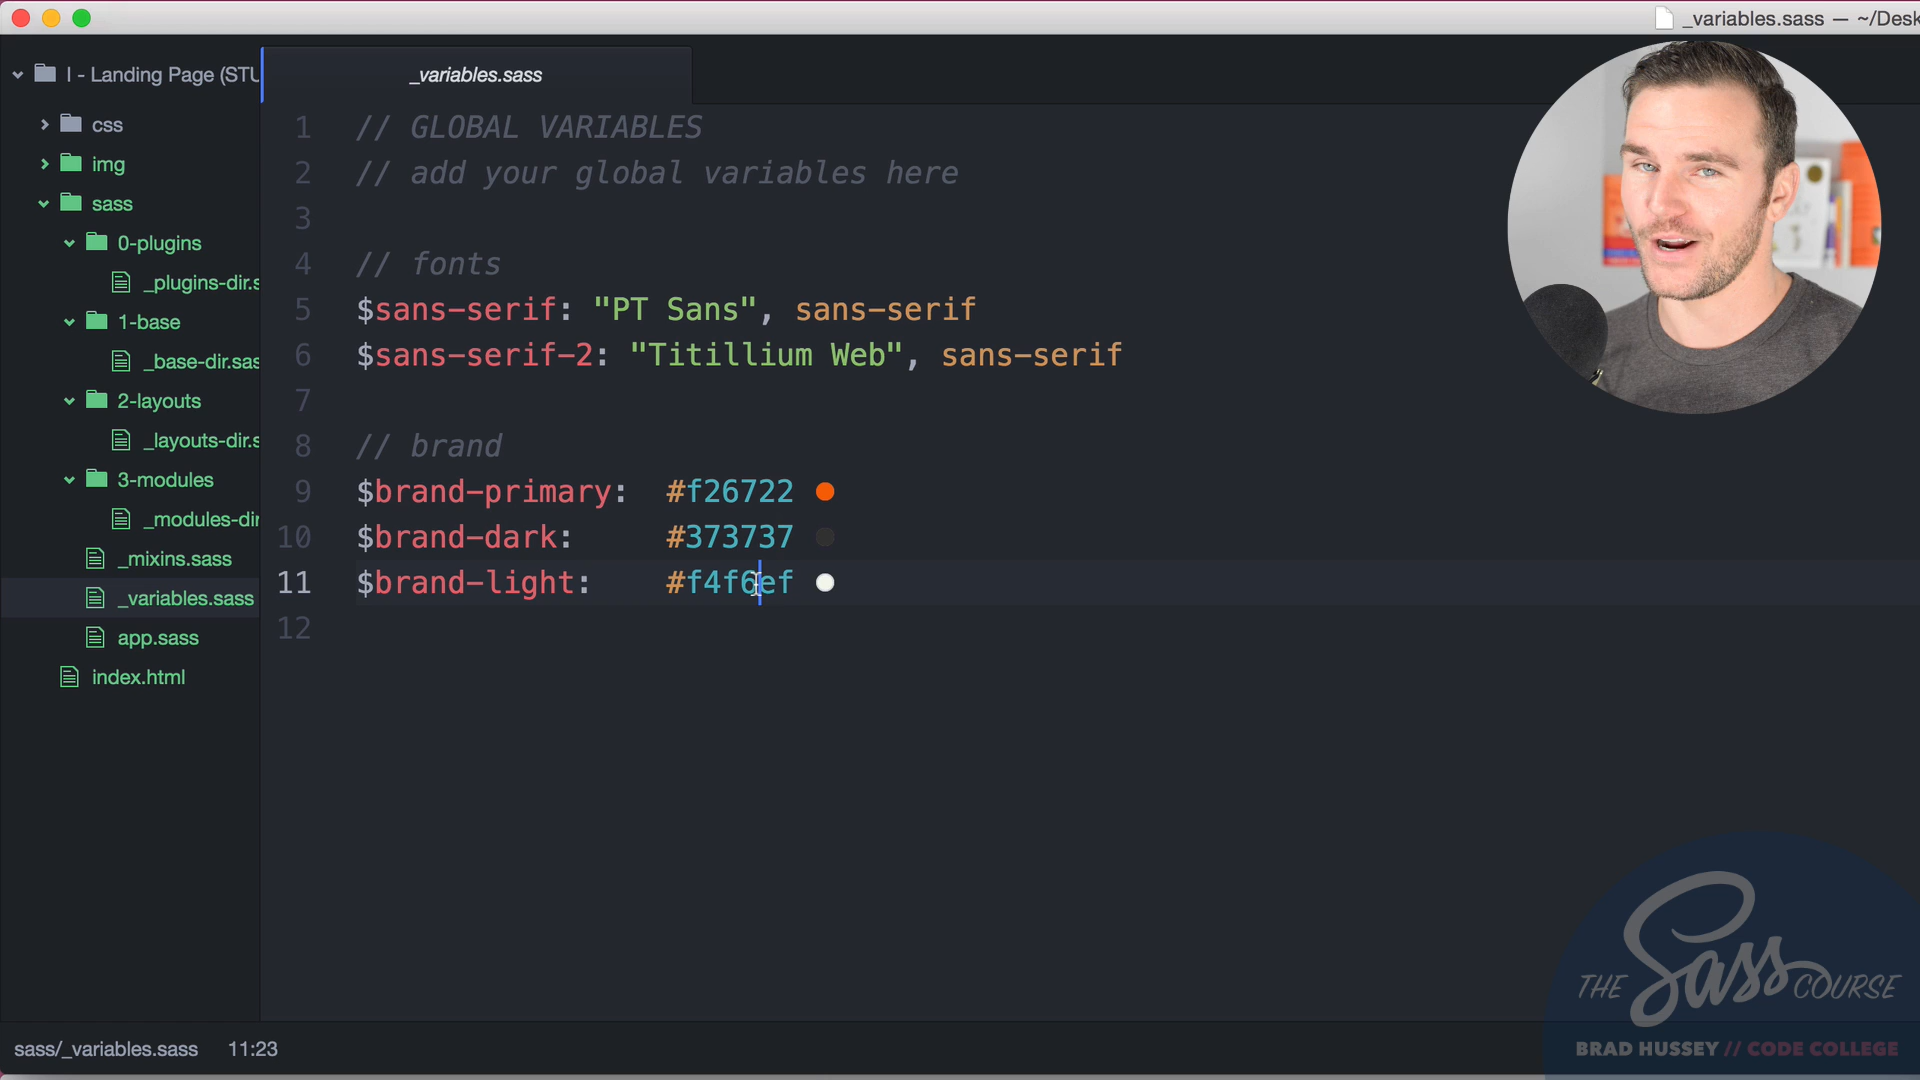 _variables.sass — ~/Desk
I - Landing Page (STU
_variables.sass
css
img
sass
0-plugins
_plugins-dir.s
1-base
_base-dir.sas
2-layouts
_layouts-dir.s
3-modules
_modules-dir
_mixins.sass
_variables.sass
app.sass
index.html
1 // GLOBAL VARIABLES
2 // add your global variables here
3
4 // fonts
5 $sans-serif: "PT Sans", sans-serif
6 $sans-serif-2: "Titillium Web", sans-serif
7
8 // brand
9 $brand-primary: #f26722
10 $brand-dark: #373737
11 $brand-light: #f4f6ef
12
THE Sass COURSE
BRAD HUSSEY // CODE COLLEGE
sass/_variables.sass 11:23